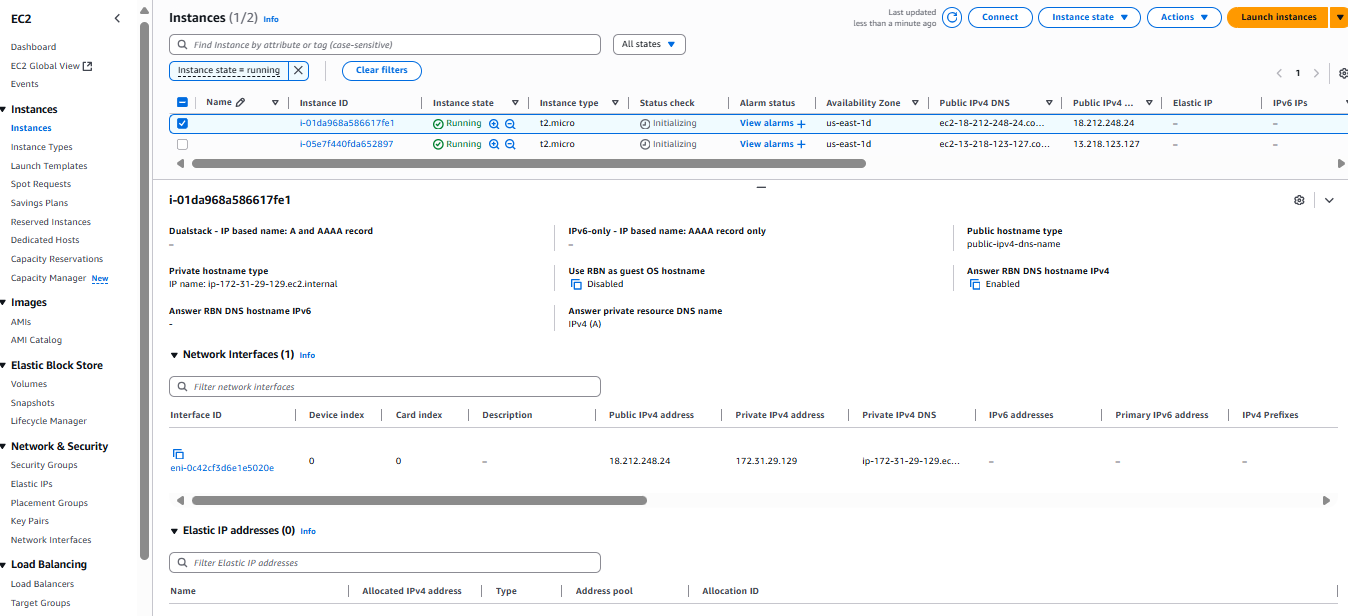 EC2
Dashboard
EC2 Global View
Events
Instances
Instances
Instance Types
Launch Templates
Spot Requests
Savings Plans
Reserved Instances
Dedicated Hosts
Capacity Reservations
Capacity Manager New
Images
AMIs
AMI Catalog
Elastic Block Store
Volumes
Snapshots
Lifecycle Manager
Network & Security
Security Groups
Elastic IPs
Placement Groups
Key Pairs
Network Interfaces
Load Balancing
Load Balancers
Target Groups
Instances (1/2) Info
Last updated
less than a minute ago
Connect Instance state Actions Launch instances
Find Instance by attribute or tag (case-sensitive) All states
Instance state = running Clear filters
1
Name Instance ID Instance state Instance type Status check Alarm status Availability Zone Public IPv4 DNS Public IPv4 ... Elastic IP IPv6 IPs
i-01da968a586617fe1 Running t2.micro Initializing View alarms + us-east-1d ec2-18-212-248-24.co... 18.212.248.24 – –
i-05e7f440fda652897 Running t2.micro Initializing View alarms + us-east-1d ec2-13-218-123-127.co... 13.218.123.127 – –
i-01da968a586617fe1
Dualstack - IP based name: A and AAAA record IPv6-only - IP based name: AAAA record only Public hostname type
– – public-ipv4-dns-name
Private hostname type Use RBN as guest OS hostname Answer RBN DNS hostname IPv4
IP name: ip-172-31-29-129.ec2.internal Disabled Enabled
Answer RBN DNS hostname IPv6 Answer private resource DNS name
- IPv4 (A)
Network Interfaces (1) Info
Filter network interfaces
Interface ID Device index Card index Description Public IPv4 address Private IPv4 address Private IPv4 DNS IPv6 addresses Primary IPv6 address IPv4 Prefixes
eni-0c42cf3d6e1e5020e 0 0 – 18.212.248.24 172.31.29.129 ip-172-31-29-129.ec... – – –
Elastic IP addresses (0) Info
Filter Elastic IP addresses
Name Allocated IPv4 address Type Address pool Allocation ID